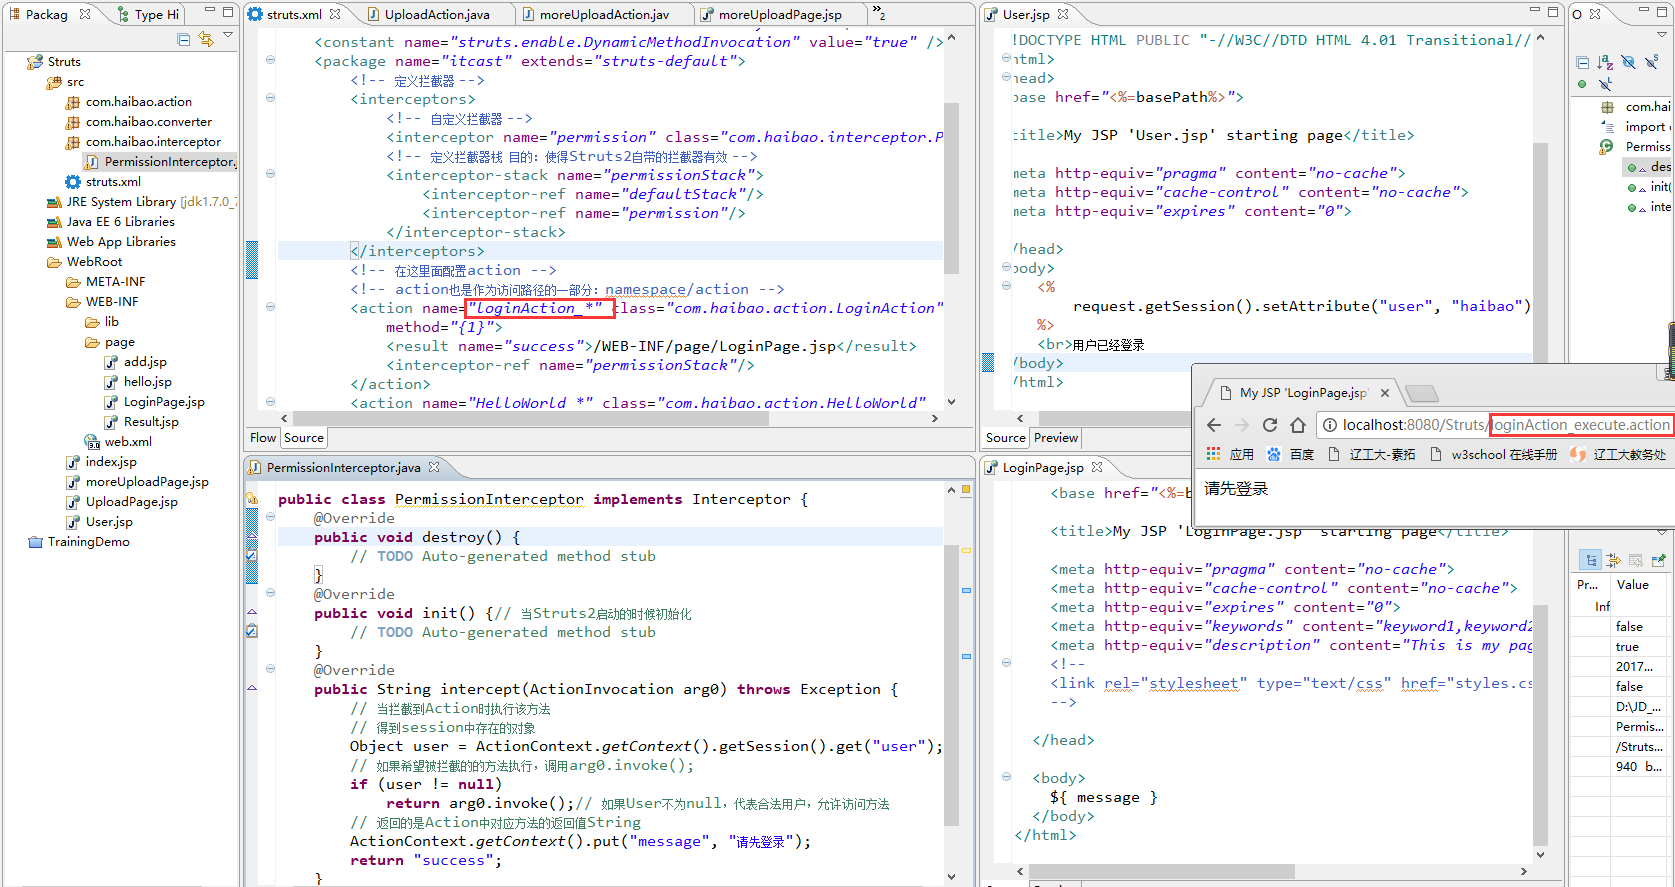 Packag
Type Hi
Struts
src
com.haibao.action
com.haibao.converter
com.haibao.interceptor
PermissionInterceptor.
struts.xml
JRE System Library [jdk1.7.0_7
Java EE 6 Libraries
Web App Libraries
WebRoot
META-INF
WEB-INF
lib
page
add.jsp
hello.jsp
LoginPage.jsp
Result.jsp
web.xml
index.jsp
moreUploadPage.jsp
UploadPage.jsp
User.jsp
TrainingDemo
struts.xml
UploadAction.java
moreUploadAction.jav
moreUploadPage.jsp
»2
<constant name="struts.enable.DynamicMethodInvocation" value="true" />
<package name="itcast" extends="struts-default">
<!-- 定义拦截器 -->
<interceptors>
<!-- 自定义拦截器 -->
<interceptor name="permission" class="com.haibao.interceptor.P
<!-- 定义拦截器栈 目的：使得Struts2自带的拦截器有效 -->
<interceptor-stack name="permissionStack">
<interceptor-ref name="defaultStack"/>
<interceptor-ref name="permission"/>
</interceptor-stack>
</interceptors>
<!-- 在这里面配置action -->
<!-- action也是作为访问路径的一部分：namespace/action -->
<action name="loginAction_*" class="com.haibao.action.LoginAction"
method="{1}">
<result name="success">/WEB-INF/page/LoginPage.jsp</result>
<interceptor-ref name="permissionStack"/>
</action>
<action name="HelloWorld_*" class="com.haibao.action.HelloWorld"
Flow
Source
User.jsp
!DOCTYPE HTML PUBLIC "-//W3C//DTD HTML 4.01 Transitional//
html>
head>
base href="<%=basePath%>">
title>My JSP 'User.jsp' starting page</title>
meta http-equiv="pragma" content="no-cache">
meta http-equiv="cache-control" content="no-cache">
meta http-equiv="expires" content="0">
/head>
body>
<%
request.getSession().setAttribute("user", "haibao")
%>
<br>用户已经登录
/body>
/html>
Source
Preview
O
com.hai
import
Permiss
des
init(
inte
My JSP 'LoginPage.jsp'
localhost:8080/Struts/loginAction_execute.action
应用
百度
辽工大-素拓
w3school 在线手册
辽工大教务处
请先登录
PermissionInterceptor.java
public class PermissionInterceptor implements Interceptor {
@Override
public void destroy() {
// TODO Auto-generated method stub
}
@Override
public void init() {// 当Struts2启动的时候初始化
// TODO Auto-generated method stub
}
@Override
public String intercept(ActionInvocation arg0) throws Exception {
// 当拦截到Action时执行该方法
// 得到session中存在的对象
Object user = ActionContext.getContext().getSession().get("user");
// 如果希望被拦截的的方法执行，调用arg0.invoke();
if (user != null)
return arg0.invoke();// 如果User不为null，代表合法用户，允许访问方法
// 返回的是Action中对应方法的返回值String
ActionContext.getContext().put("message", "请先登录");
return "success";
}
LoginPage.jsp
<base href="<%=b
<title>My JSP 'LoginPage.jsp' starting page</title>
<meta http-equiv="pragma" content="no-cache">
<meta http-equiv="cache-control" content="no-cache">
<meta http-equiv="expires" content="0">
<meta http-equiv="keywords" content="keyword1,keyword2
<meta http-equiv="description" content="This is my pag
<!--
<link rel="stylesheet" type="text/css" href="styles.cs
-->
</head>
<body>
${ message }
</body>
</html>
Pr...
Value
Inf
false
true
2017...
false
D:\JD_...
Permis...
/Struts...
940 b...